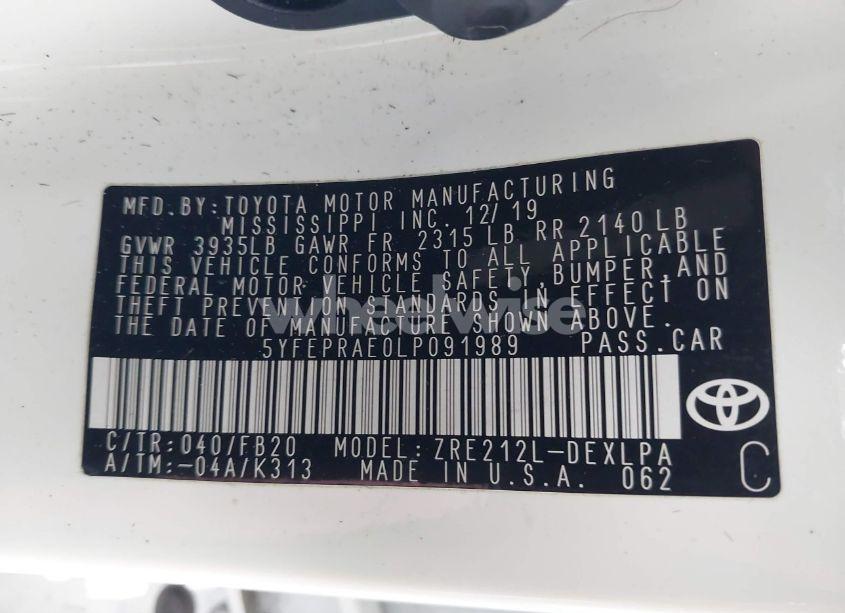 MFD.BY:TOYOTA MOTOR MANUFACTURING
MISSISSIPPI INC. 12/19
GVWR 3935LB GAWR FR 2315 LB RR 2140 LB
THIS VEHICLE CONFORMS TO ALL APPLICABLE
FEDERAL MOTOR VEHICLE SAFETY, BUMPER, AND
THEFT PREVENTION STANDARDS IN EFFECT ON
THE DATE OF MANUFACTURE SHOWN ABOVE.
wheelwise
5YFEPRAE0LP091989 PASS.CAR
C/TR: 040/FB20 MODEL: ZRE212L-DEXLPA
A/TM:-04A/K313 MADE IN U.S.A. 062
C